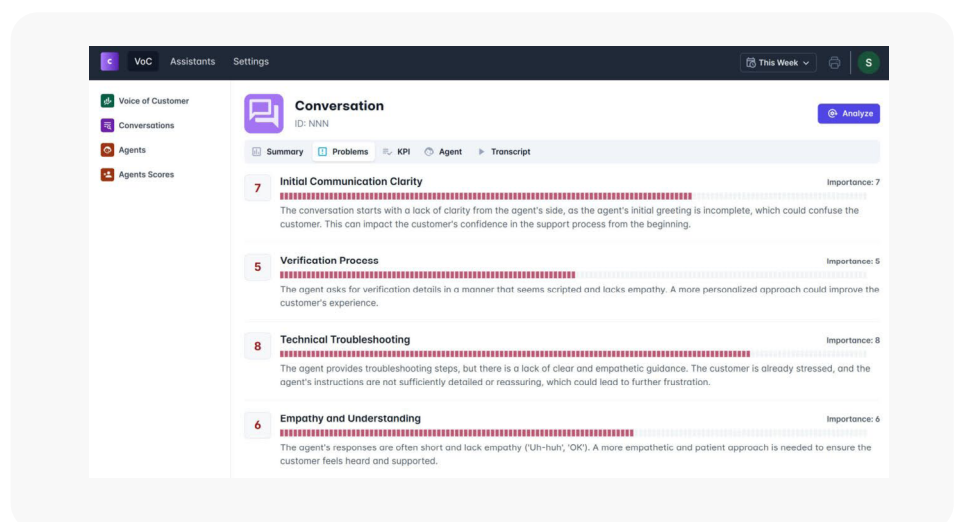 C VoC Assistants Settings This Week S
Voice of Customer
Conversations
Agents
Agents Scores
Conversation
ID: NNN
Analyze
Summary Problems KPI Agent Transcript
7 Initial Communication Clarity Importance: 7
The conversation starts with a lack of clarity from the agent's side, as the agent's initial greeting is incomplete, which could confuse the
customer. This can impact the customer's confidence in the support process from the beginning.
5 Verification Process Importance: 5
The agent asks for verification details in a manner that seems scripted and lacks empathy. A more personalized approach could improve the
customer's experience.
8 Technical Troubleshooting Importance: 8
The agent provides troubleshooting steps, but there is a lack of clear and empathetic guidance. The customer is already stressed, and the
agent's instructions are not sufficiently detailed or reassuring, which could lead to further frustration.
6 Empathy and Understanding Importance: 6
The agent's responses are often short and lack empathy ('Uh-huh', 'OK'). A more empathetic and patient approach is needed to ensure the
customer feels heard and supported.